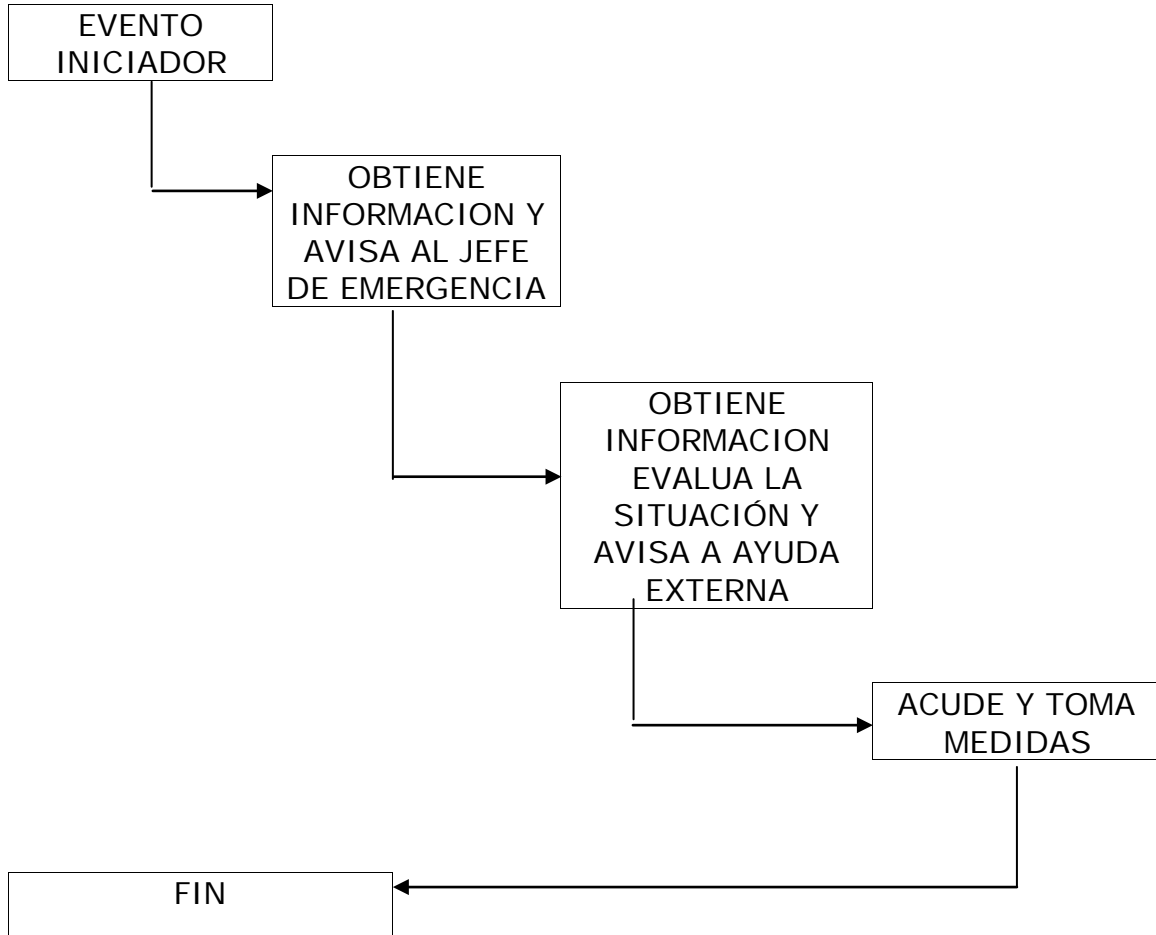 EVENTO
INICIADOR
OBTIENE
INFORMACION Y
AVISA AL JEFE
DE EMERGENCIA
OBTIENE
INFORMACION
EVALUA LA
SITUACIÓN Y
AVISA A AYUDA
EXTERNA
ACUDE Y TOMA
MEDIDAS
FIN